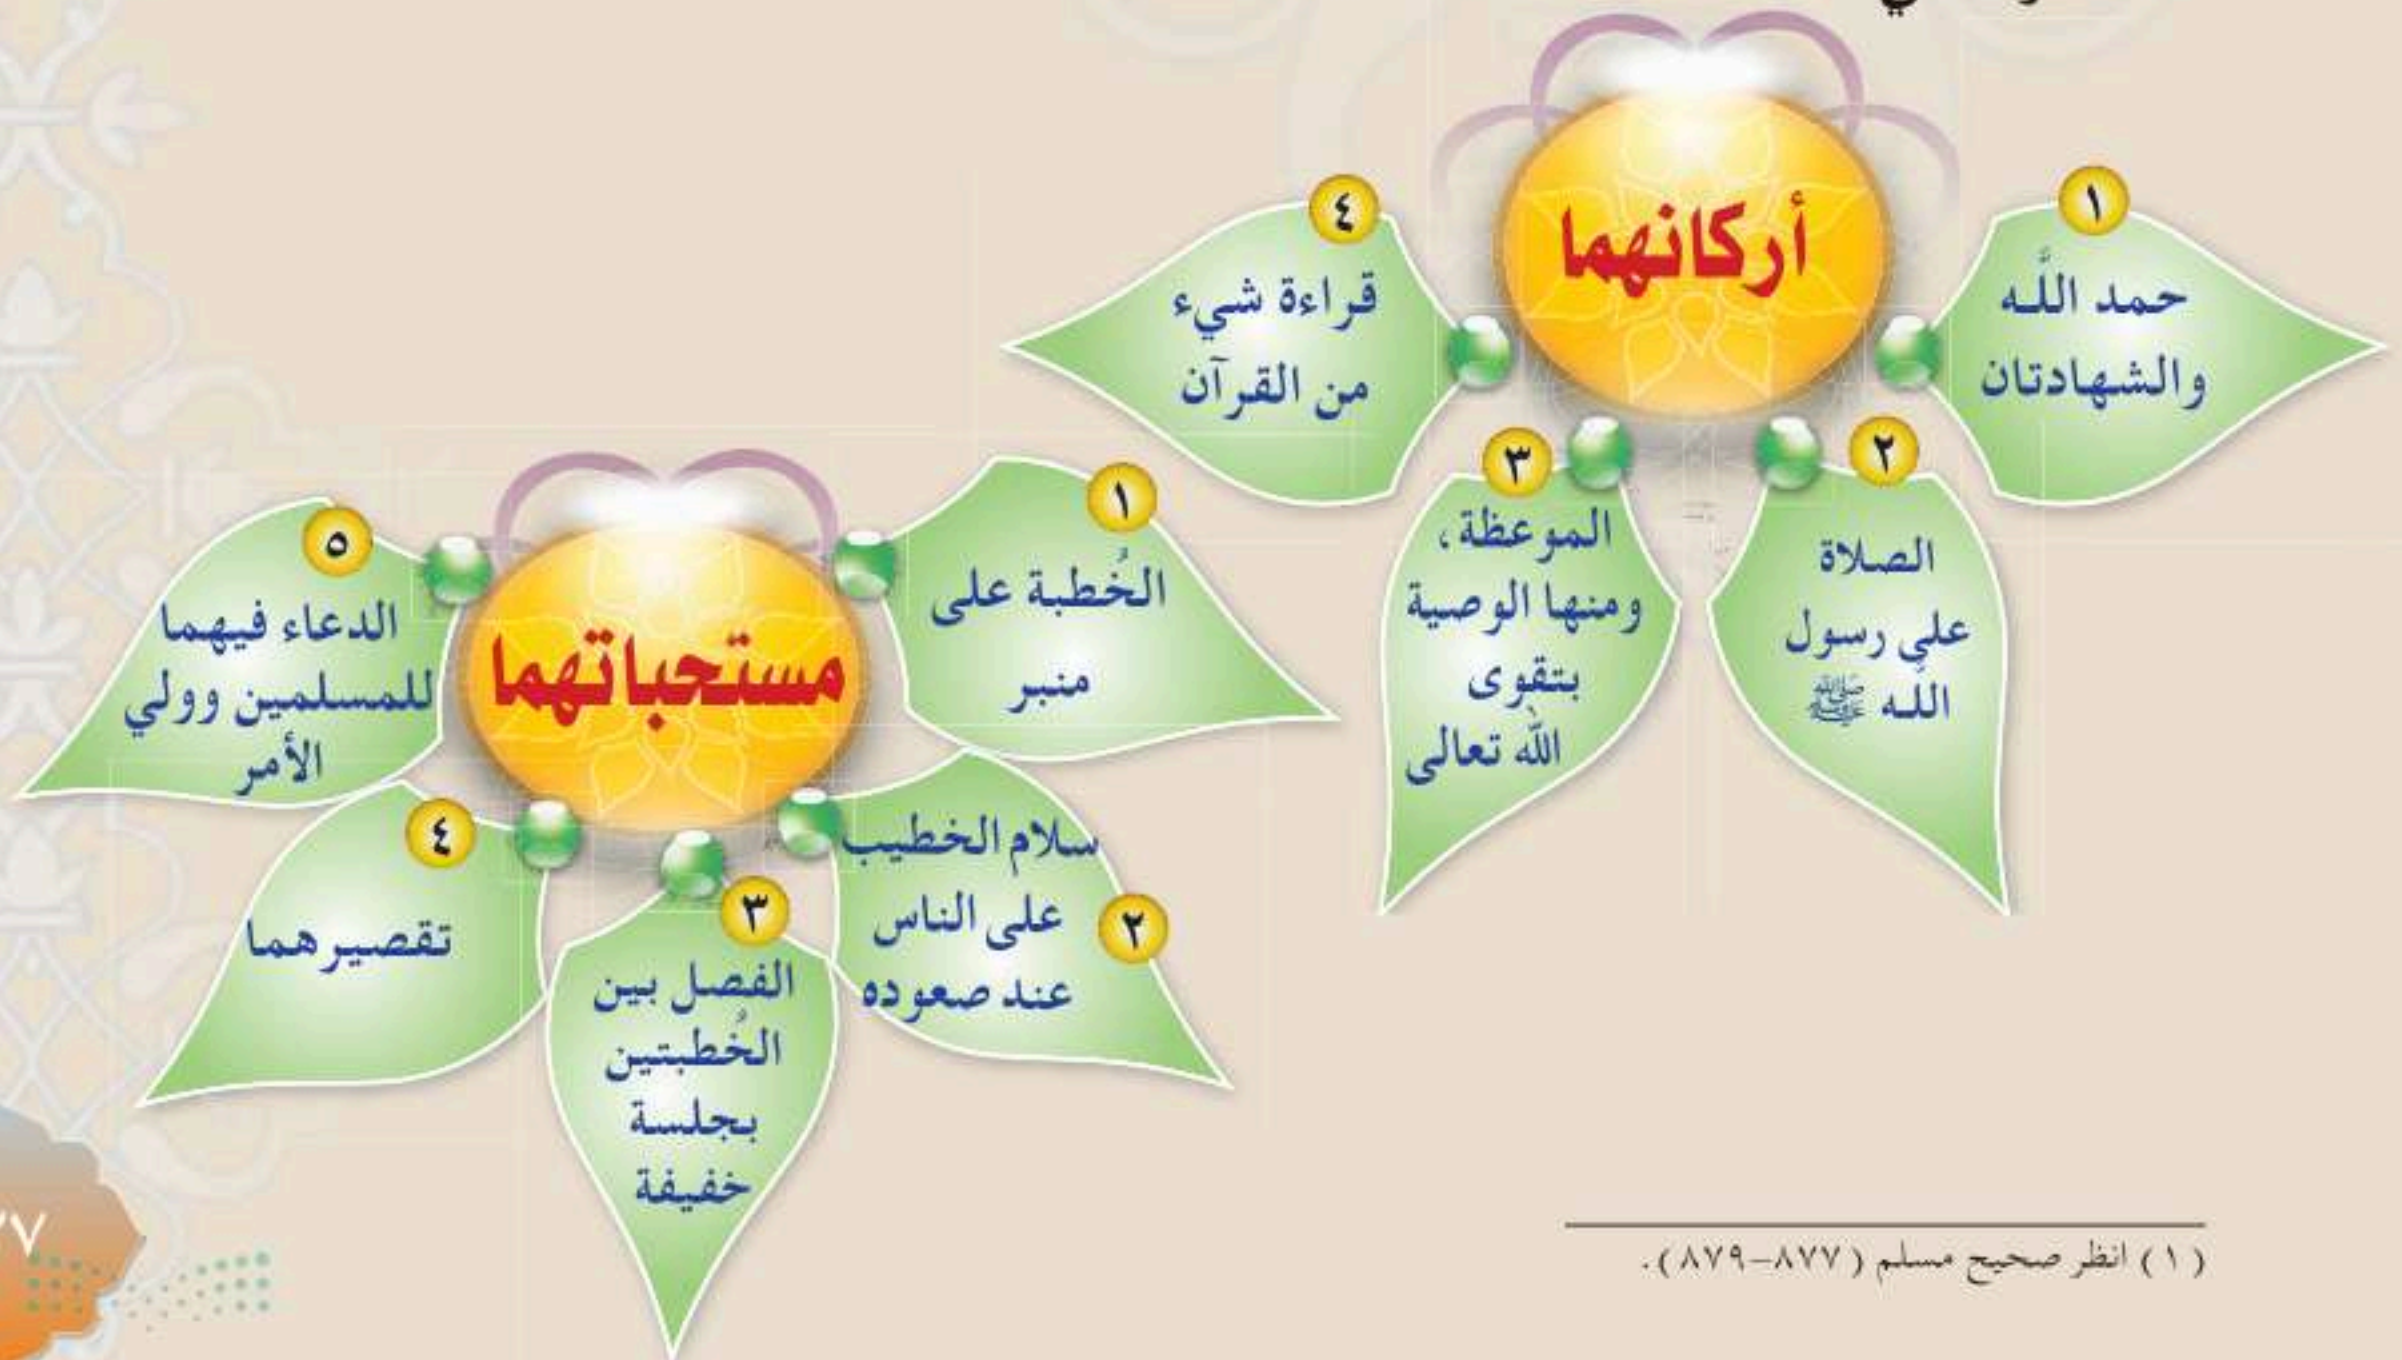 أركانهما
١
حمد اللَّه
والشهادتان
٢
الصلاة
على رسول
اللَّه ﷺ
٣
الموعظة،
ومنها الوصية
بتقوى
الله تعالى
٤
قراءة شيء
من القرآن
مستحباتهما
١
الخُطبة على
منبر
٢
سلام الخطيب
على الناس
عند صعوده
٣
الفصل بين
الخُطبتين
بجلسة
خفيفة
٤
تقصيرهما
٥
الدعاء فيهما
للمسلمين وولي
الأمر
( ١ ) انظر صحيح مسلم ( ٨٧٧-٨٧٩ ).